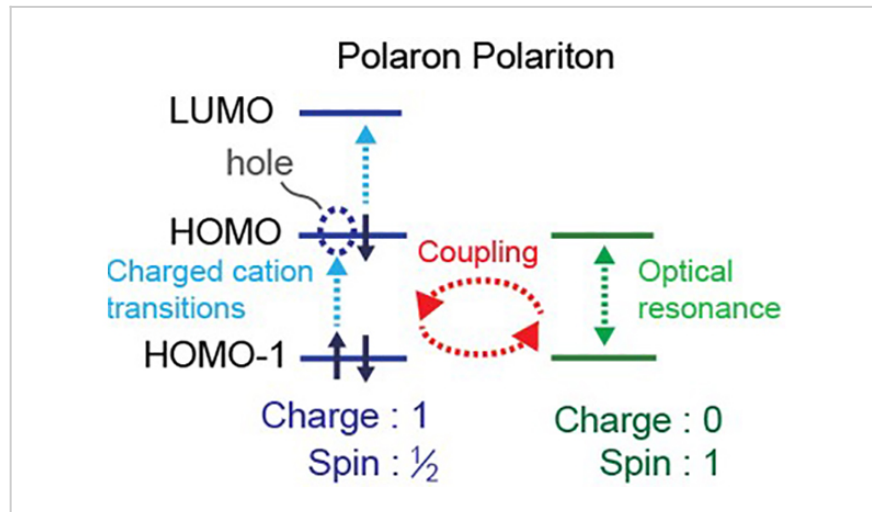 Polaron Polariton
LUMO
hole
HOMO
Charged cation
transitions
HOMO-1
Coupling
Optical
resonance
Charge : 1
Spin : ½
Charge : 0
Spin : 1